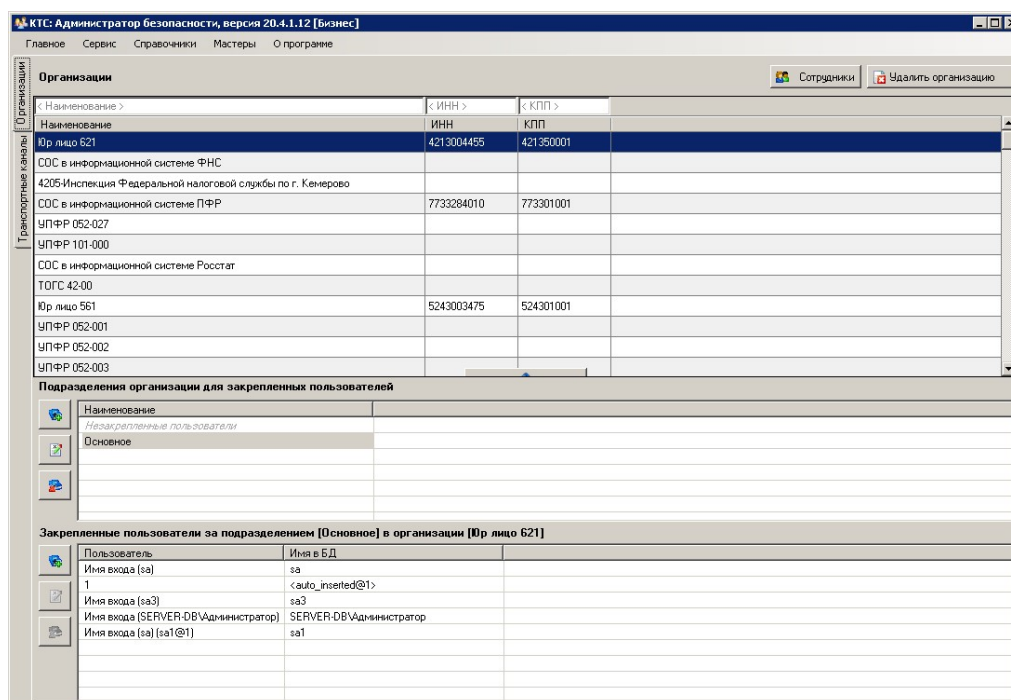 КТС: Администратор безопасности, версия 20.4.1.12 [Бизнес]
Главное Сервис Справочники Мастеры О программе
Организации
Транспортные каналы
Организации
Сотрудники Удалить организацию
< Наименование > < ИНН > < КПП >
Наименование ИНН КПП
Юр лицо 621 4213004455 421350001
СОС в информационной системе ФНС
4205-Инспекция Федеральной налоговой службы по г. Кемерово
СОС в информационной системе ПФР 7733284010 773301001
УПФР 052-027
УПФР 101-000
СОС в информационной системе Росстат
ТОГС 42-00
Юр лицо 561 5243003475 524301001
УПФР 052-001
УПФР 052-002
УПФР 052-003
Подразделения организации для закрепленных пользователей
Наименование
Незакрепленные пользователи
Основное
Закрепленные пользователи за подразделением [Основное] в организации [Юр лицо 621]
Пользователь Имя в БД
Имя входа (sa) sa
1 <auto_inserted@1>
Имя входа (sa3) sa3
Имя входа (SERVER-DB\Администратор) SERVER-DB\Администратор
Имя входа (sa) (sa1@1) sa1